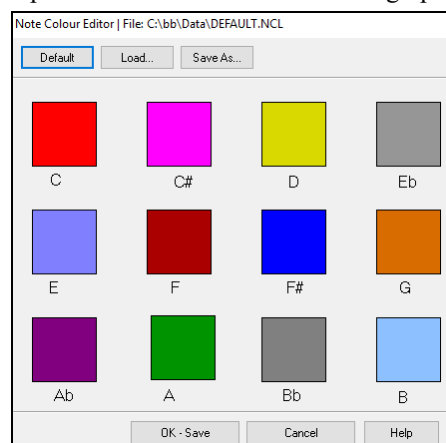 Note Colour Editor | File: C:\bb\Data\DEFAULT.NCL
Default Load... Save As...
C C# D Eb
E F F# G
Ab A Bb B
OK - Save Cancel Help